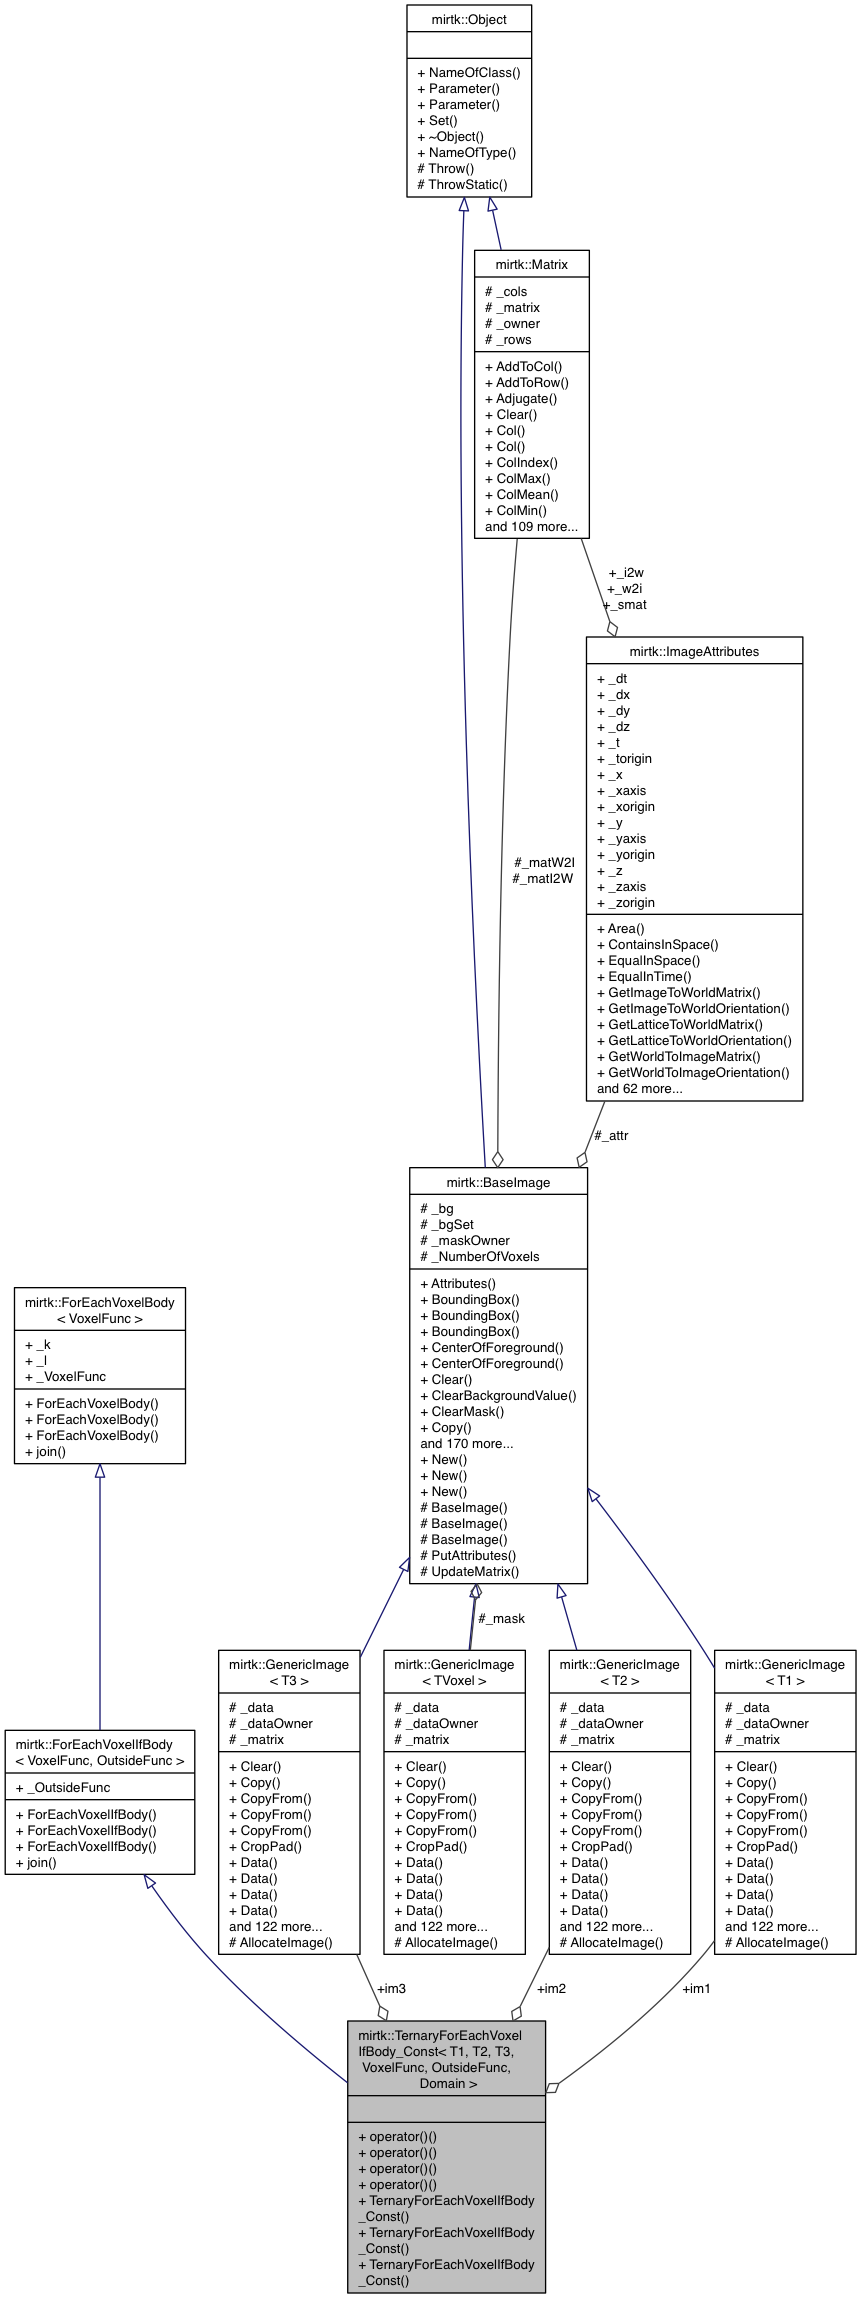 mirtk::Object
+ NameOfClass()
+ Parameter()
+ Parameter()
+ Set()
+ ~Object()
+ NameOfType()
# Throw()
# ThrowStatic()
mirtk::Matrix
# _cols
# _matrix
# _owner
# _rows
+ AddToCol()
+ AddToRow()
+ Adjugate()
+ Clear()
+ Col()
+ Col()
+ ColIndex()
+ ColMax()
+ ColMean()
+ ColMin()
and 109 more...
+_i2w
+_w2i
+_smat
mirtk::ImageAttributes
+ _dt
+ _dx
+ _dy
+ _dz
+ _t
+ _torigin
+ _x
+ _xaxis
+ _xorigin
+ _y
+ _yaxis
+ _yorigin
+ _z
+ _zaxis
+ _zorigin
+ Area()
+ ContainsInSpace()
+ EqualInSpace()
+ EqualInTime()
+ GetImageToWorldMatrix()
+ GetImageToWorldOrientation()
+ GetLatticeToWorldMatrix()
+ GetLatticeToWorldOrientation()
+ GetWorldToImageMatrix()
+ GetWorldToImageOrientation()
and 62 more...
#_matW2I
#_matI2W
#_attr
mirtk::BaseImage
# _bg
# _bgSet
# _maskOwner
# _NumberOfVoxels
+ Attributes()
+ BoundingBox()
+ BoundingBox()
+ BoundingBox()
+ CenterOfForeground()
+ CenterOfForeground()
+ Clear()
+ ClearBackgroundValue()
+ ClearMask()
+ Copy()
and 170 more...
+ New()
+ New()
+ New()
# BaseImage()
# BaseImage()
# BaseImage()
# PutAttributes()
# UpdateMatrix()
mirtk::ForEachVoxelBody
< VoxelFunc >
+ _k
+ _l
+ _VoxelFunc
+ ForEachVoxelBody()
+ ForEachVoxelBody()
+ ForEachVoxelBody()
+ join()
#_mask
mirtk::ForEachVoxelIfBody
< VoxelFunc, OutsideFunc >
+ _OutsideFunc
+ ForEachVoxelIfBody()
+ ForEachVoxelIfBody()
+ ForEachVoxelIfBody()
+ join()
mirtk::GenericImage
< T3 >
# _data
# _dataOwner
# _matrix
+ Clear()
+ Copy()
+ CopyFrom()
+ CopyFrom()
+ CopyFrom()
+ CropPad()
+ Data()
+ Data()
+ Data()
+ Data()
and 122 more...
# AllocateImage()
mirtk::GenericImage
< TVoxel >
# _data
# _dataOwner
# _matrix
+ Clear()
+ Copy()
+ CopyFrom()
+ CopyFrom()
+ CopyFrom()
+ CropPad()
+ Data()
+ Data()
+ Data()
+ Data()
and 122 more...
# AllocateImage()
mirtk::GenericImage
< T2 >
# _data
# _dataOwner
# _matrix
+ Clear()
+ Copy()
+ CopyFrom()
+ CopyFrom()
+ CopyFrom()
+ CropPad()
+ Data()
+ Data()
+ Data()
+ Data()
and 122 more...
# AllocateImage()
mirtk::GenericImage
< T1 >
# _data
# _dataOwner
# _matrix
+ Clear()
+ Copy()
+ CopyFrom()
+ CopyFrom()
+ CopyFrom()
+ CropPad()
+ Data()
+ Data()
+ Data()
+ Data()
and 122 more...
# AllocateImage()
+im3
+im2
+im1
mirtk::TernaryForEachVoxel
IfBody_Const< T1, T2, T3,
VoxelFunc, OutsideFunc,
Domain >
+ operator()()
+ operator()()
+ operator()()
+ operator()()
+ TernaryForEachVoxelIfBody
_Const()
+ TernaryForEachVoxelIfBody
_Const()
+ TernaryForEachVoxelIfBody
_Const()